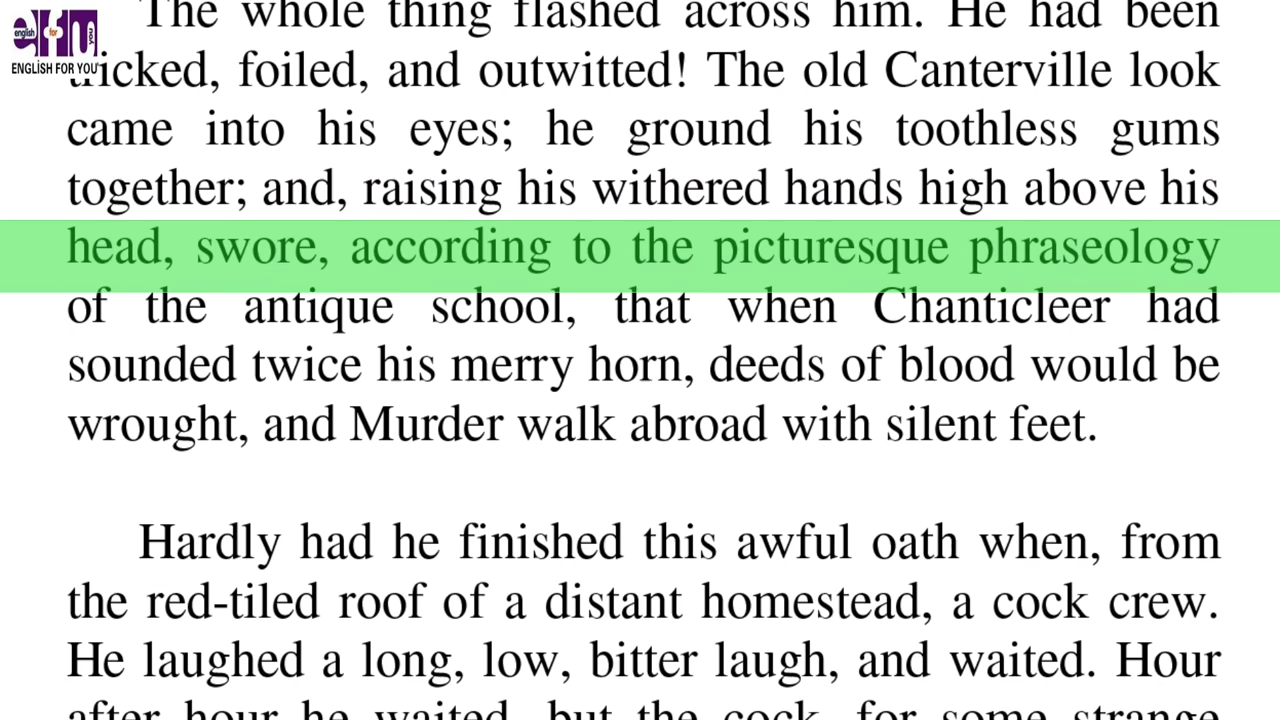 The whole thing flashed across him. He had been
english for you
ENGLISH FOR YOU
tricked, foiled, and outwitted! The old Canterville look
came into his eyes; he ground his toothless gums
together; and, raising his withered hands high above his
head, swore, according to the picturesque phraseology
of the antique school, that when Chanticleer had
sounded twice his merry horn, deeds of blood would be
wrought, and Murder walk abroad with silent feet.
Hardly had he finished this awful oath when, from
the red-tiled roof of a distant homestead, a cock crew.
He laughed a long, low, bitter laugh, and waited. Hour
after hour he waited, but the cock, for some strange